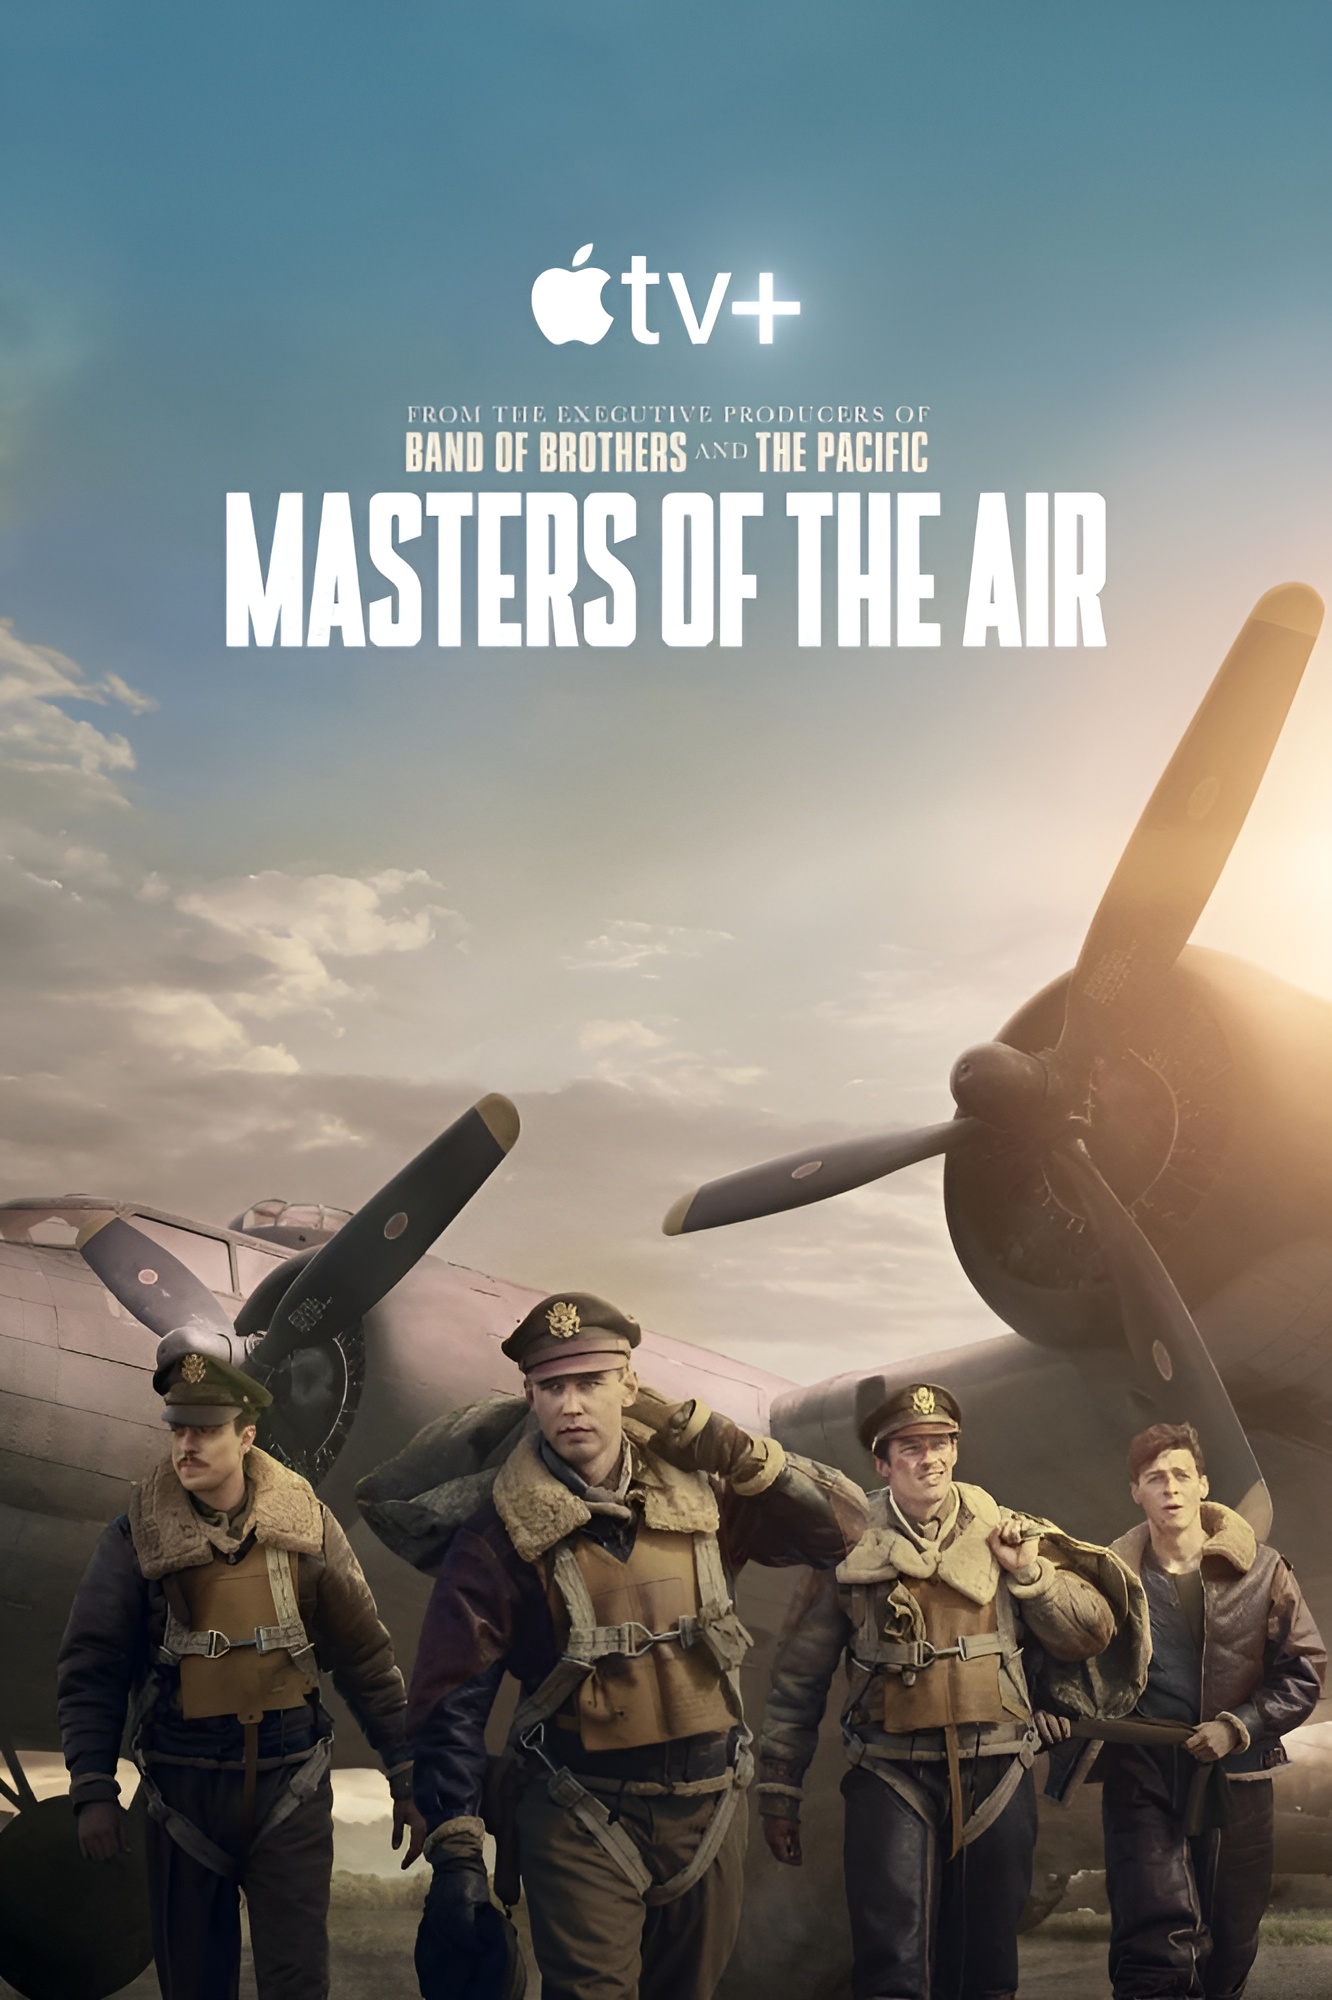 tv+
FROM THE EXECUTIVE PRODUCERS OF
BAND OF BROTHERS AND THE PACIFIC
MASTERS OF THE AIR